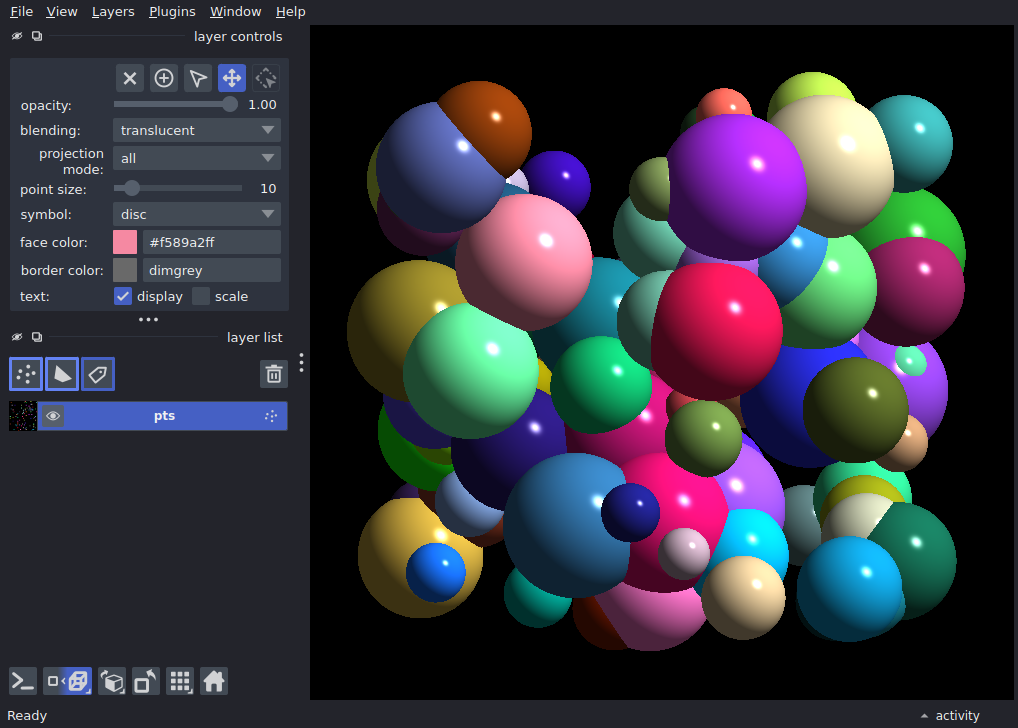 File View Layers Plugins Window Help
layer controls
opacity: 1.00
blending: translucent
projection mode: all
point size: 10
symbol: disc
face color: #f589a2ff
border color: dimgrey
text: display scale
layer list
pts
Ready
activity